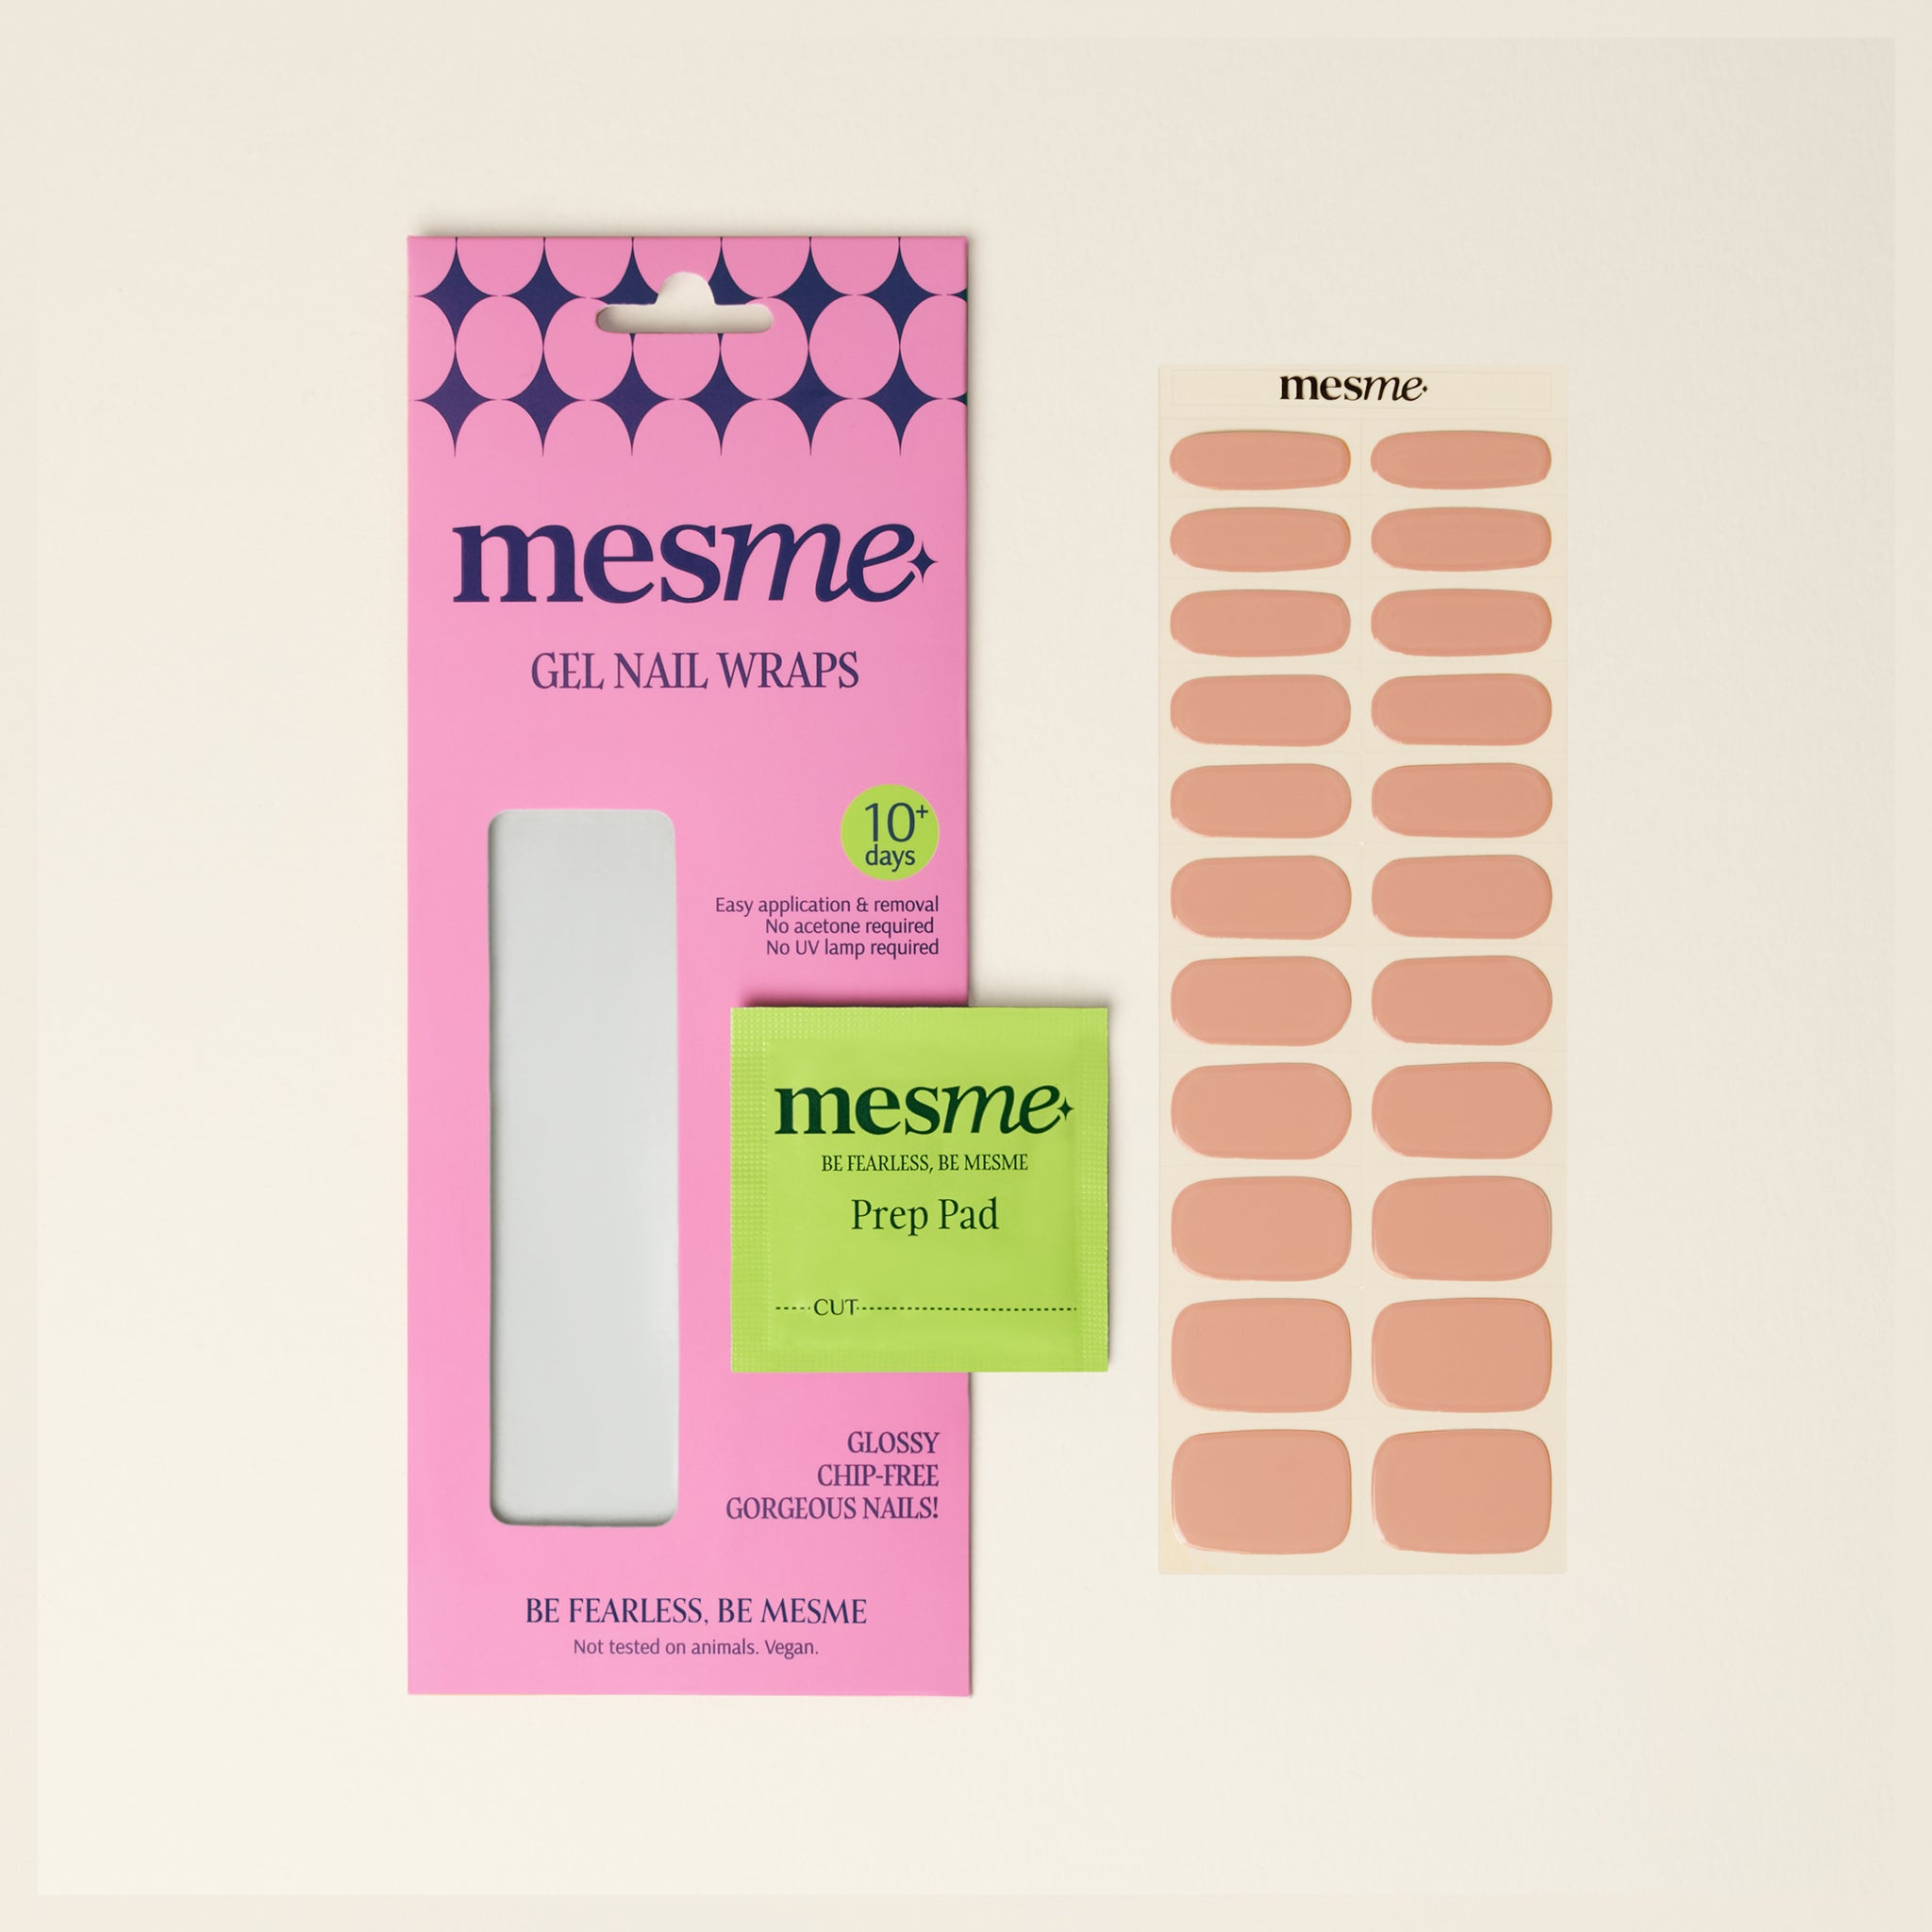 mesme
GEL NAIL WRAPS
10+
days
Easy application & removal
No acetone required
No UV lamp required
mesme
BE FEARLESS, BE MESME
Prep Pad
CUT
GLOSSY
CHIP-FREE
GORGEOUS NAILS!
BE FEARLESS, BE MESME
Not tested on animals. Vegan.
mesme